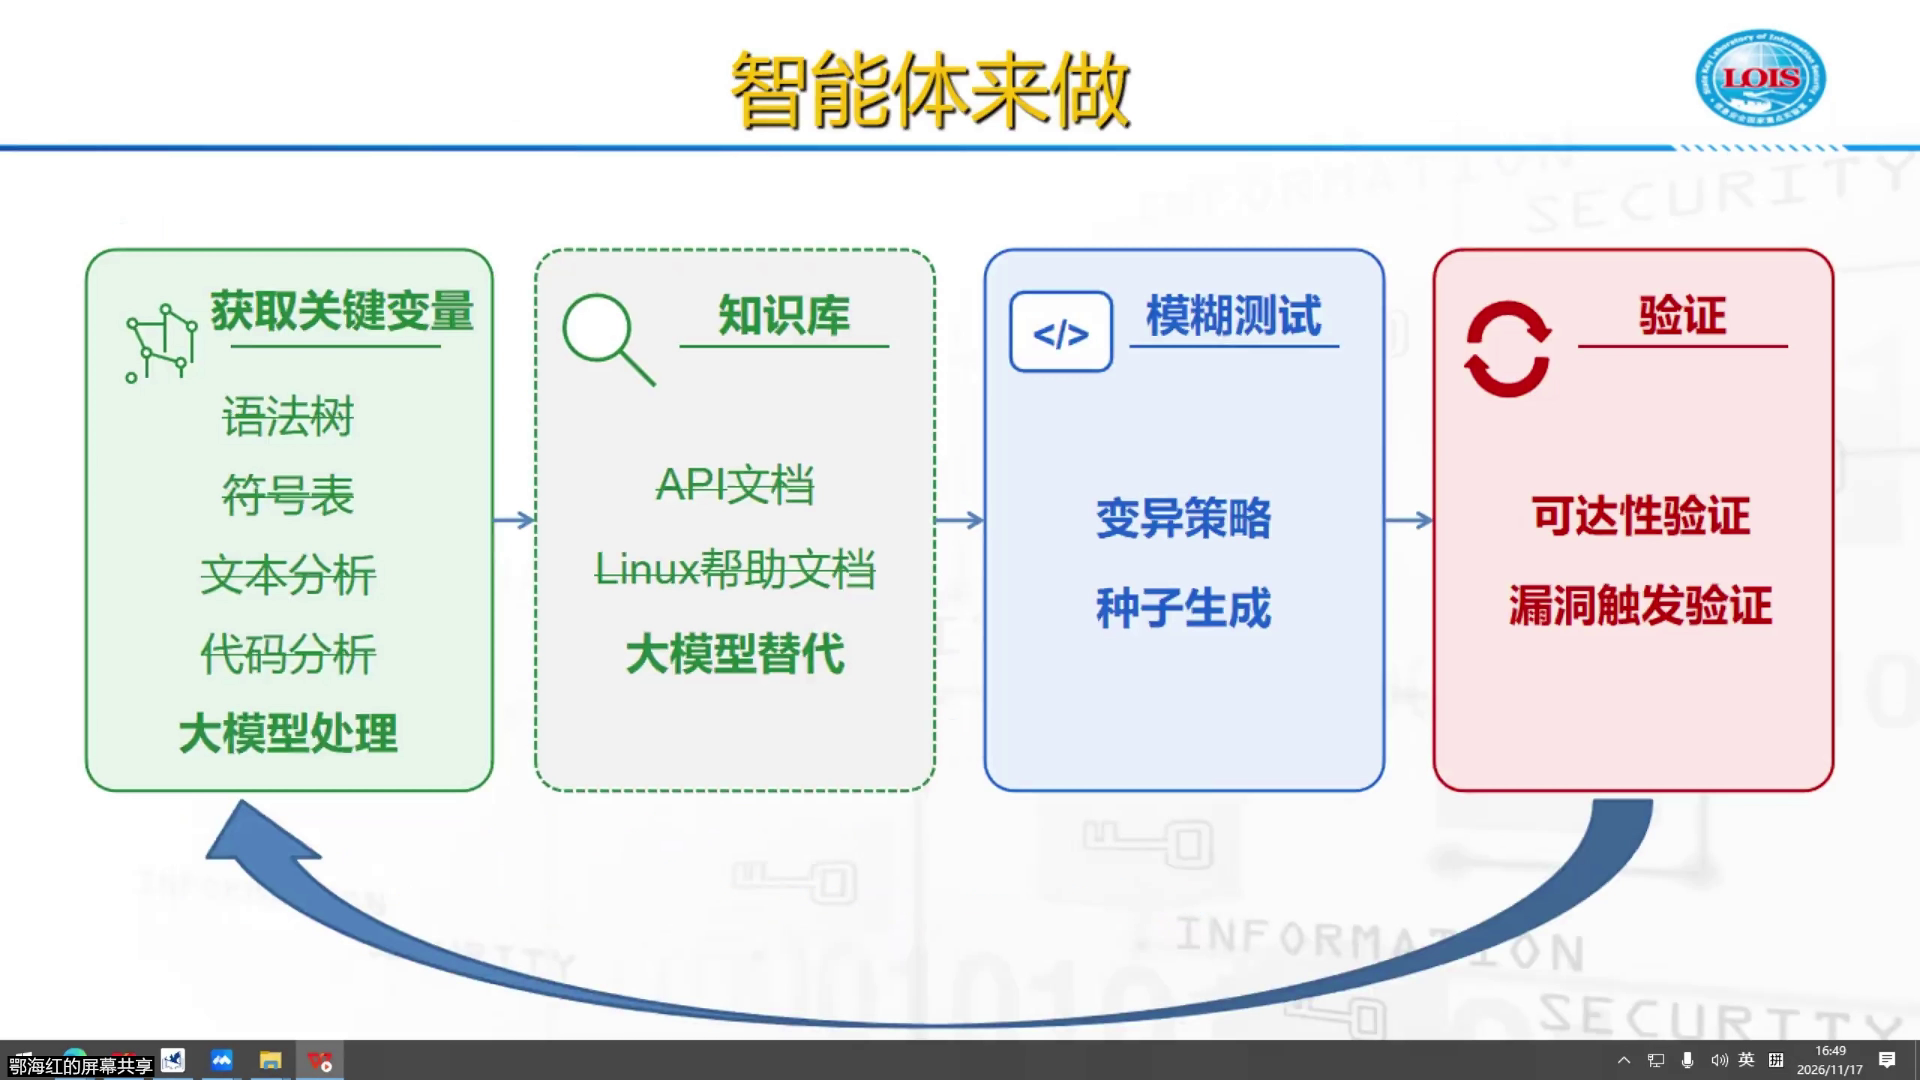 智能体来做
LOIS
获取关键变量
语法树
符号表
文本分析
代码分析
大模型处理
知识库
API文档
Linux帮助文档
大模型替代
</>
模糊测试
变异策略
种子生成
验证
可达性验证
漏洞触发验证
INFORMATION
SECURITY
INFORMATION
SECURITY
鄂海红的屏幕共享
英
拼
16:49
2026/11/17